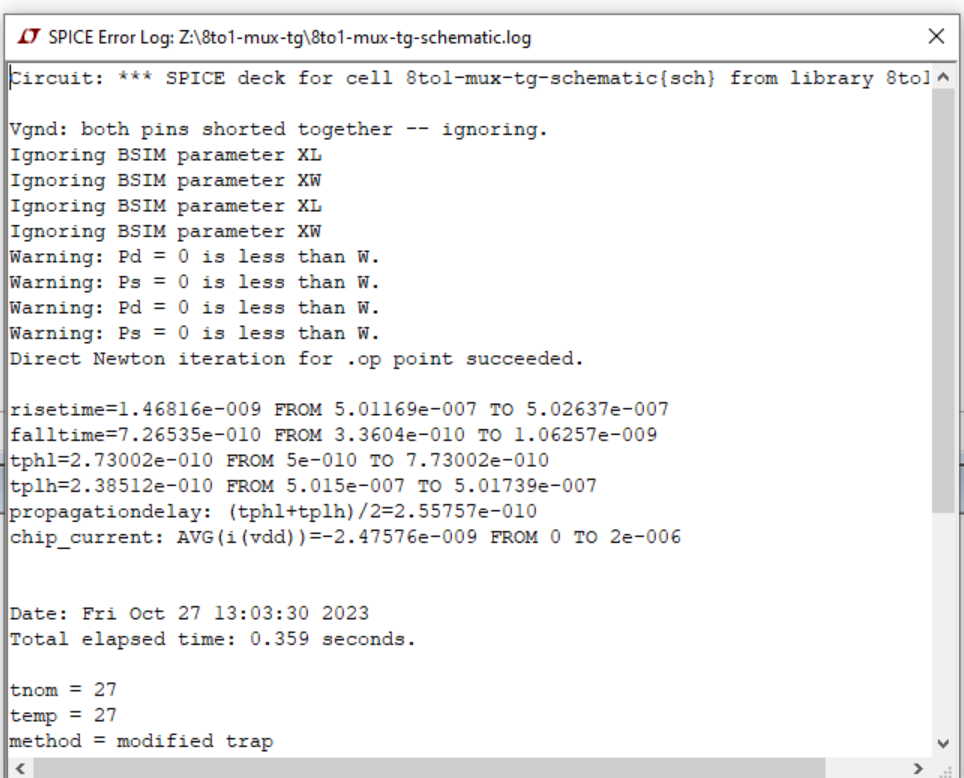 SPICE Error Log: Z:\8to1-mux-tg\8to1-mux-tg-schematic.log
Circuit: *** SPICE deck for cell 8to1-mux-tg-schematic{sch} from library 8to1
Vgnd: both pins shorted together -- ignoring.
Ignoring BSIM parameter XL
Ignoring BSIM parameter XW
Ignoring BSIM parameter XL
Ignoring BSIM parameter XW
Warning: Pd = 0 is less than W.
Warning: Ps = 0 is less than W.
Warning: Pd = 0 is less than W.
Warning: Ps = 0 is less than W.
Direct Newton iteration for .op point succeeded.
risetime=1.46816e-009 FROM 5.01169e-007 TO 5.02637e-007
falltime=7.26535e-010 FROM 3.3604e-010 TO 1.06257e-009
tphl=2.73002e-010 FROM 5e-010 TO 7.73002e-010
tplh=2.38512e-010 FROM 5.015e-007 TO 5.01739e-007
propagationdelay: (tphl+tplh)/2=2.55757e-010
chip_current: AVG(i(vdd))=-2.47576e-009 FROM 0 TO 2e-006
Date: Fri Oct 27 13:03:30 2023
Total elapsed time: 0.359 seconds.
tnom = 27
temp = 27
method = modified trap